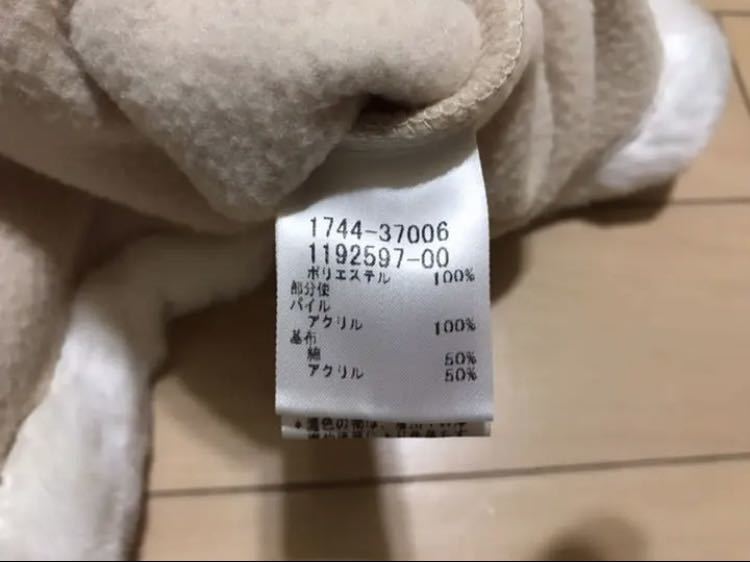 1744-37006
1192597-00
ポリエステル 100%
部分使
パイル
アクリル 100%
基布
綿 50%
アクリル 50%